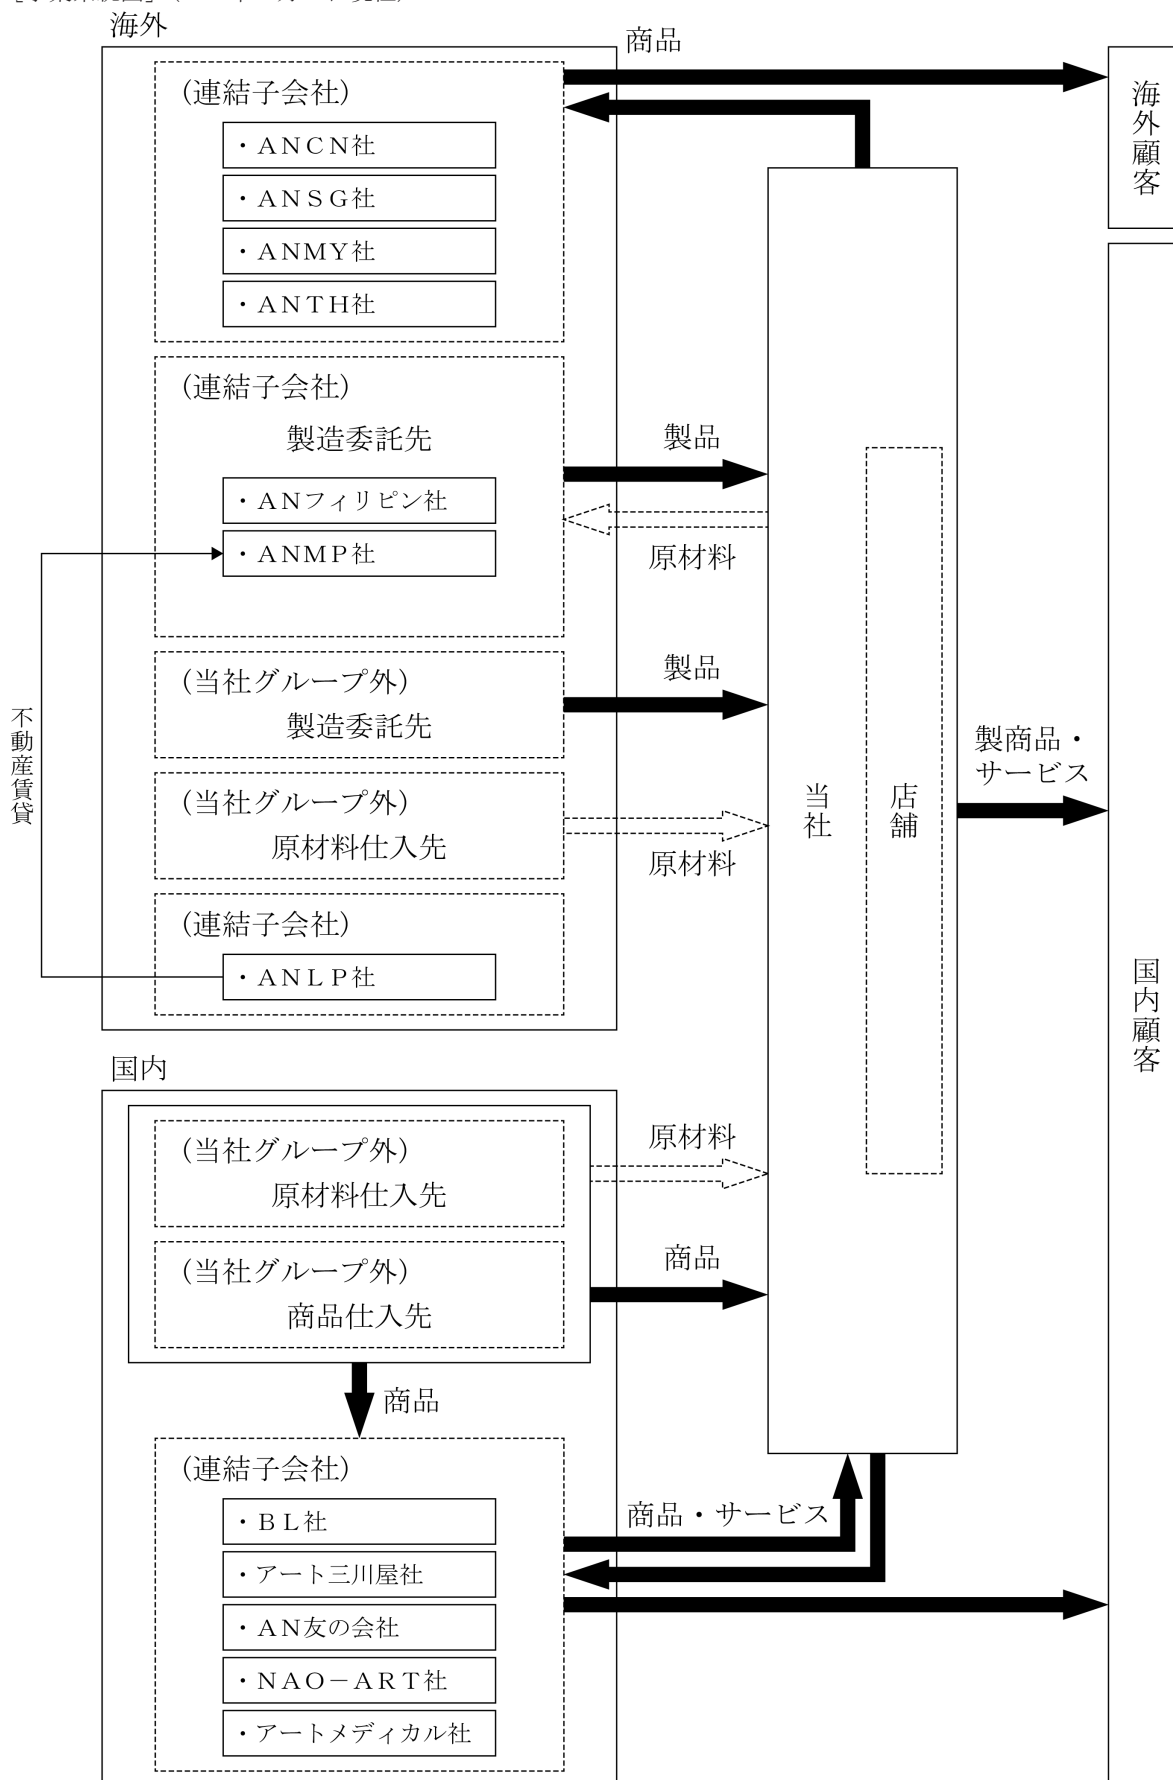 海外
商品
(連結子会社)
・ANCN社
・ANSG社
・ANMY社
・ANTH社
海外顧客
(連結子会社)
製造委託先
・ANフィリピン社
・ANMP社
製品
原材料
(当社グループ外)
製造委託先
製品
不動産賃貸
(当社グループ外)
原材料仕入先
原材料
当社
店舗
製商品・
サービス
(連結子会社)
・ANLP社
国内顧客
国内
(当社グループ外)
原材料仕入先
原材料
(当社グループ外)
商品仕入先
商品
商品
(連結子会社)
・BL社
・アート三川屋社
・AN友の会社
・NAO−ART社
・アートメディカル社
商品・サービス